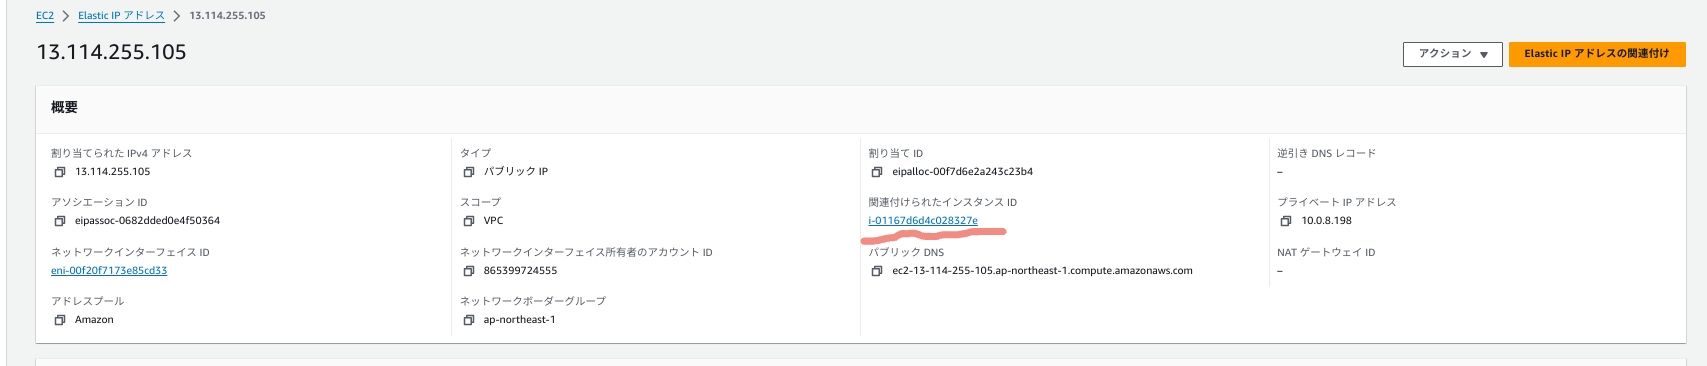 EC2 > Elastic IP アドレス > 13.114.255.105
13.114.255.105
アクション ▼
Elastic IP アドレスの関連付け
概要
割り当てられた IPv4 アドレス
13.114.255.105
タイプ
パブリック IP
割り当て ID
eipalloc-00f7d6e2a243c23b4
逆引き DNS レコード
–
アソシエーション ID
eipassoc-0682dded0e4f50364
スコープ
VPC
関連付けられたインスタンス ID
i-01167d6d4c028327e
プライベート IP アドレス
10.0.8.198
ネットワークインターフェイス ID
eni-00f20f7173e85cd33
ネットワークインターフェイス所有者のアカウント ID
865399724555
パブリック DNS
ec2-13-114-255-105.ap-northeast-1.compute.amazonaws.com
NAT ゲートウェイ ID
–
アドレスプール
Amazon
ネットワークボーダーグループ
ap-northeast-1